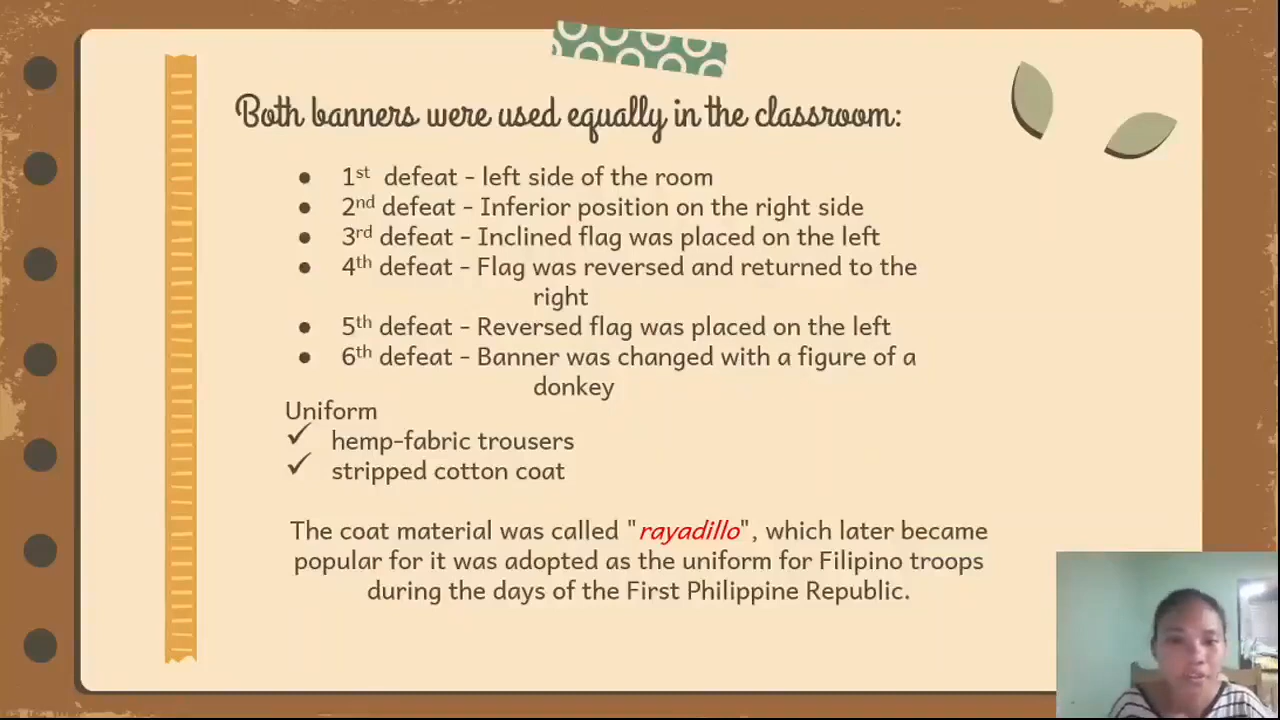 Both banners were used equally in the classroom:
● 1st defeat - left side of the room
● 2nd defeat - Inferior position on the right side
● 3rd defeat - Inclined flag was placed on the left
● 4th defeat - Flag was reversed and returned to the
right
● 5th defeat - Reversed flag was placed on the left
● 6th defeat - Banner was changed with a figure of a
donkey
Uniform
✓ hemp-fabric trousers
✓ stripped cotton coat
The coat material was called "rayadillo", which later became
popular for it was adopted as the uniform for Filipino troops
during the days of the First Philippine Republic.